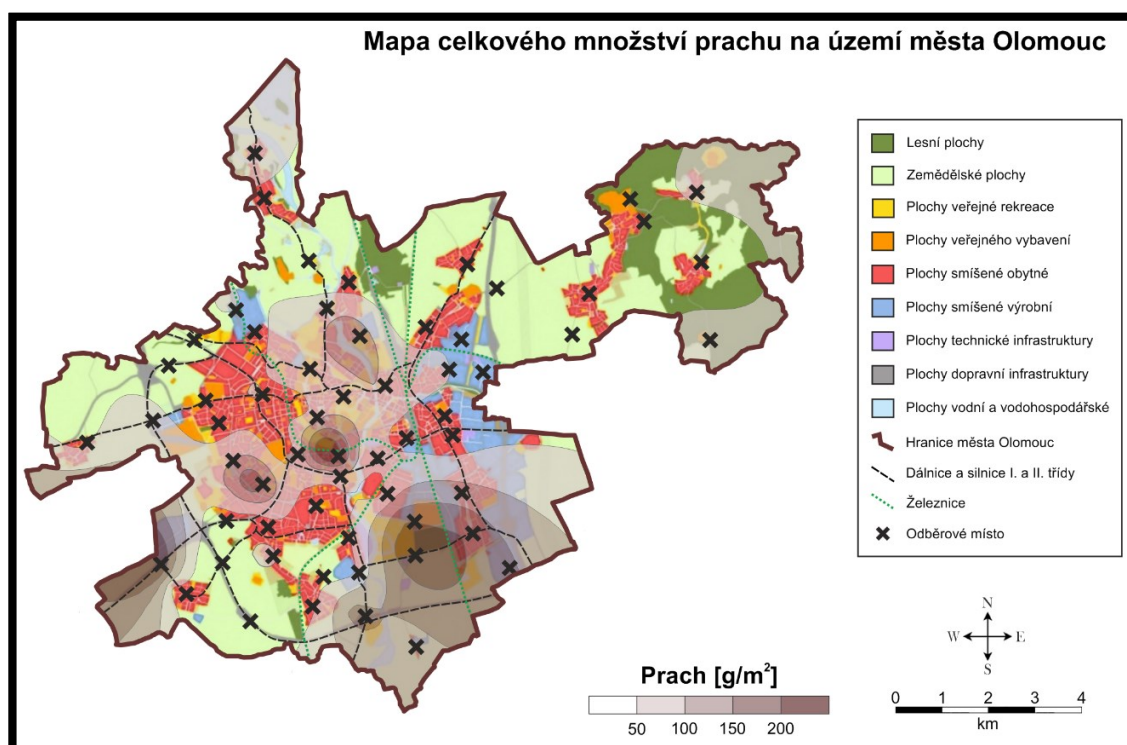 Mapa celkového množství prachu na území města Olomouc
Lesní plochy
Zemědělské plochy
Plochy veřejné rekreace
Plochy veřejného vybavení
Plochy smíšené obytné
Plochy smíšené výrobní
Plochy technické infrastruktury
Plochy dopravní infrastruktury
Plochy vodní a vodohospodářské
Hranice města Olomouc
Dálnice a silnice I. a II. třídy
Železnice
Odběrové místo
N
W E
S
Prach [g/m²]
50 100 150 200
0 1 2 3 4
km